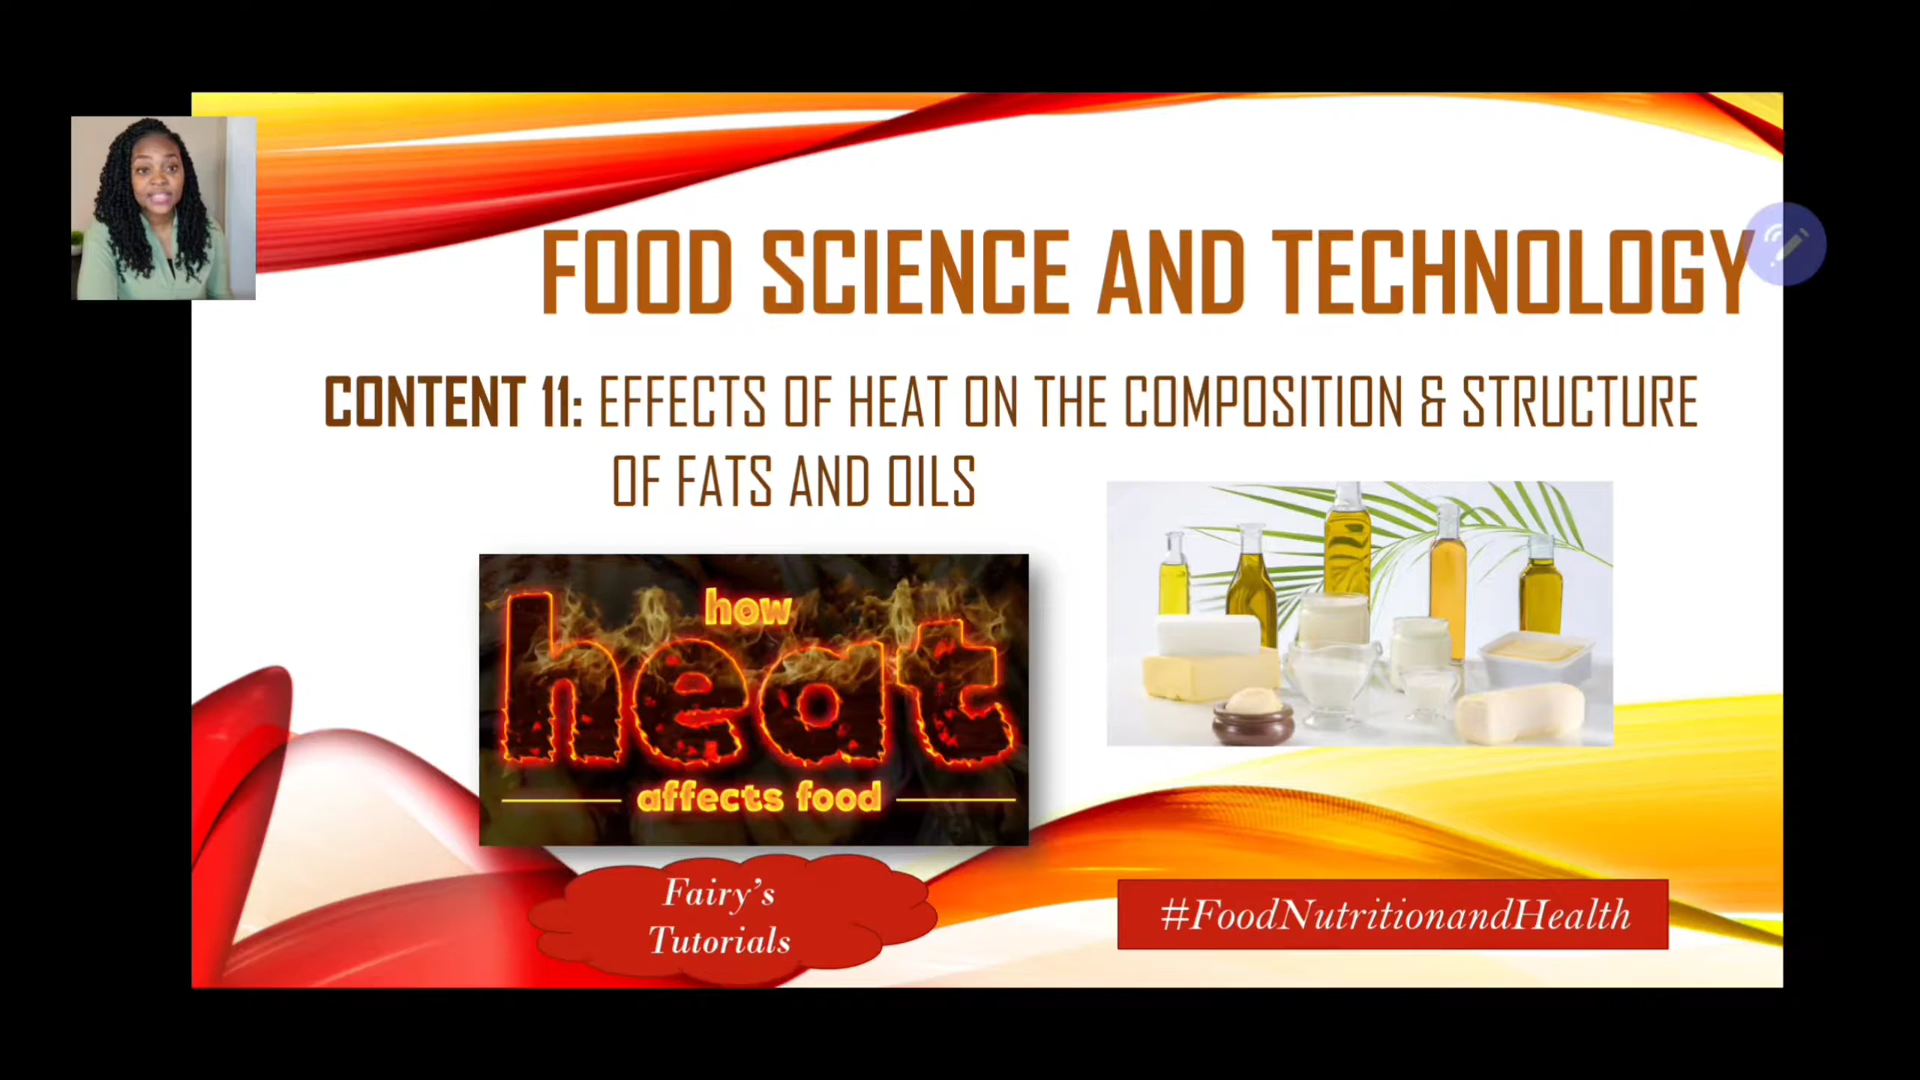 FOOD SCIENCE AND TECHNOLOGY
CONTENT 11: EFFECTS OF HEAT ON THE COMPOSITION & STRUCTURE
OF FATS AND OILS
how
heat
affects food
Fairy's
Tutorials
#FoodNutritionandHealth